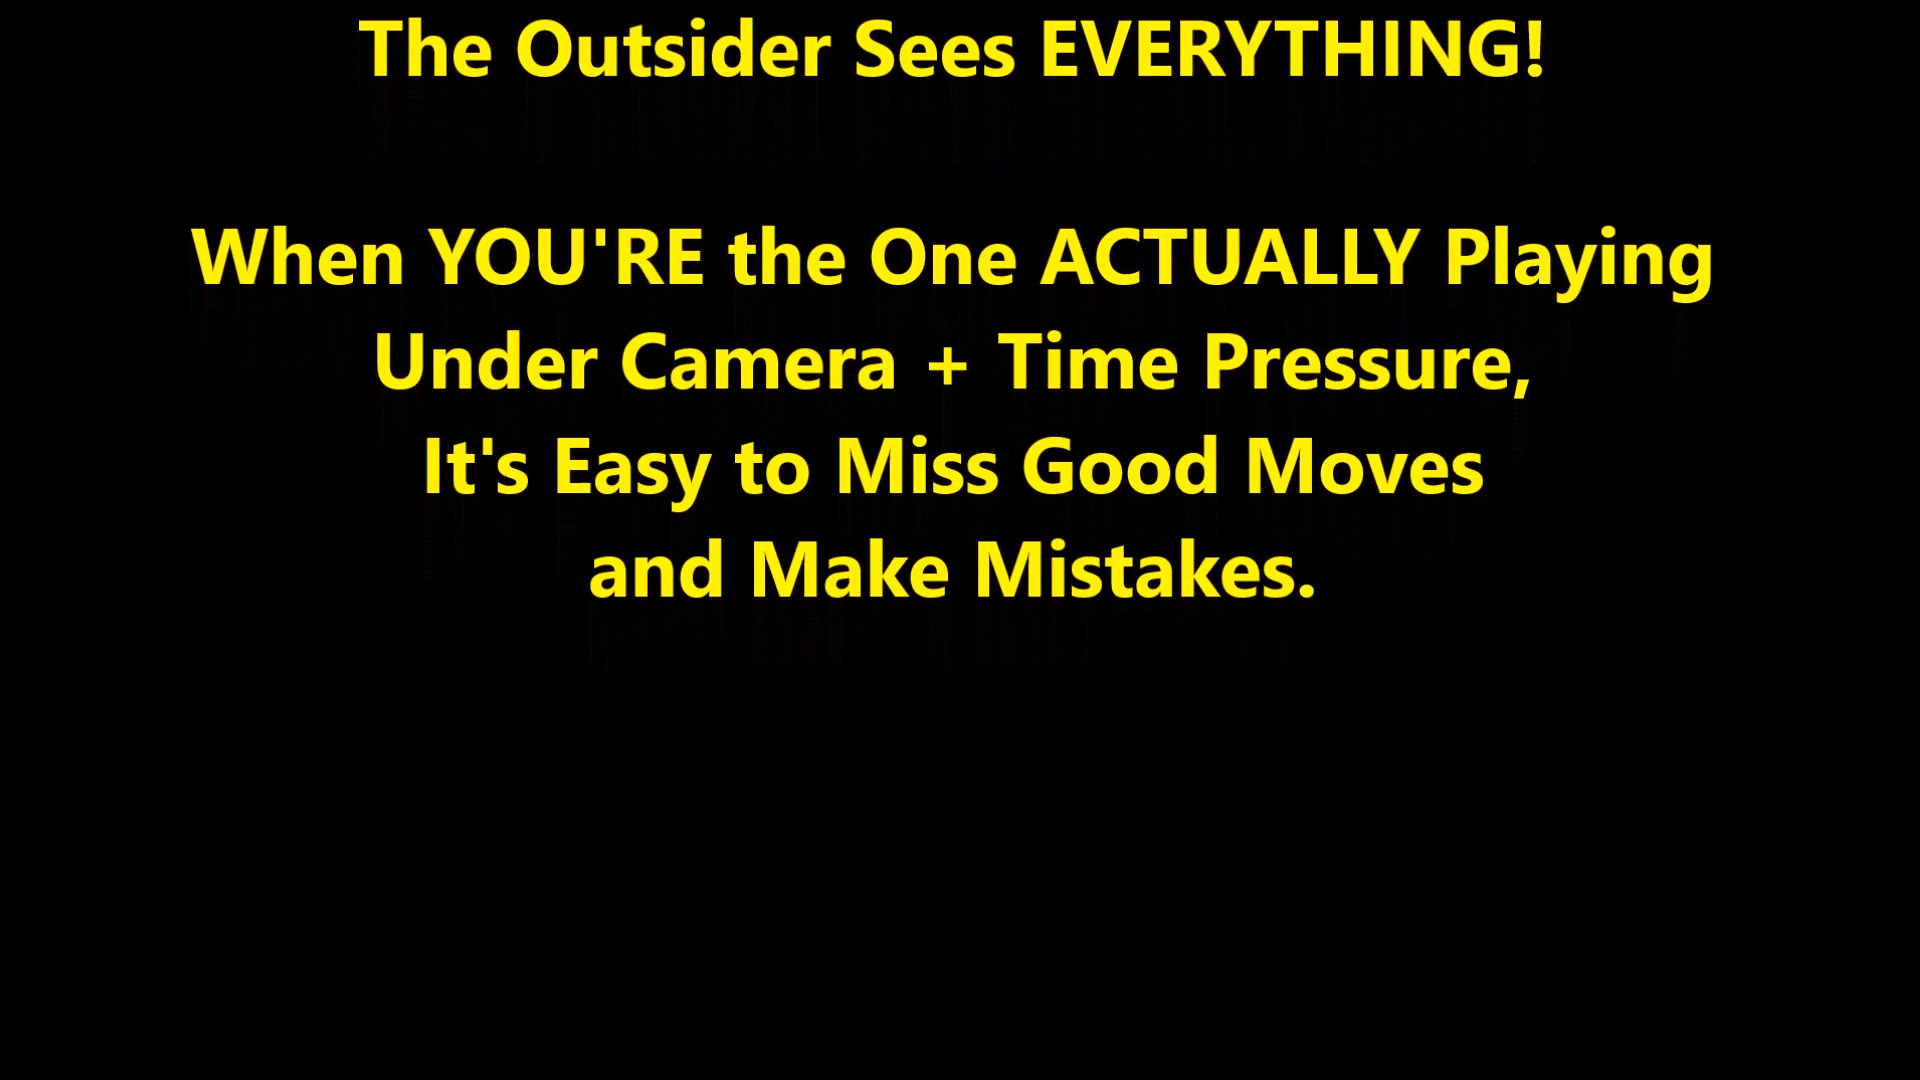 The Outsider Sees EVERYTHING!
When YOU'RE the One ACTUALLY Playing
Under Camera + Time Pressure,
It's Easy to Miss Good Moves
and Make Mistakes.